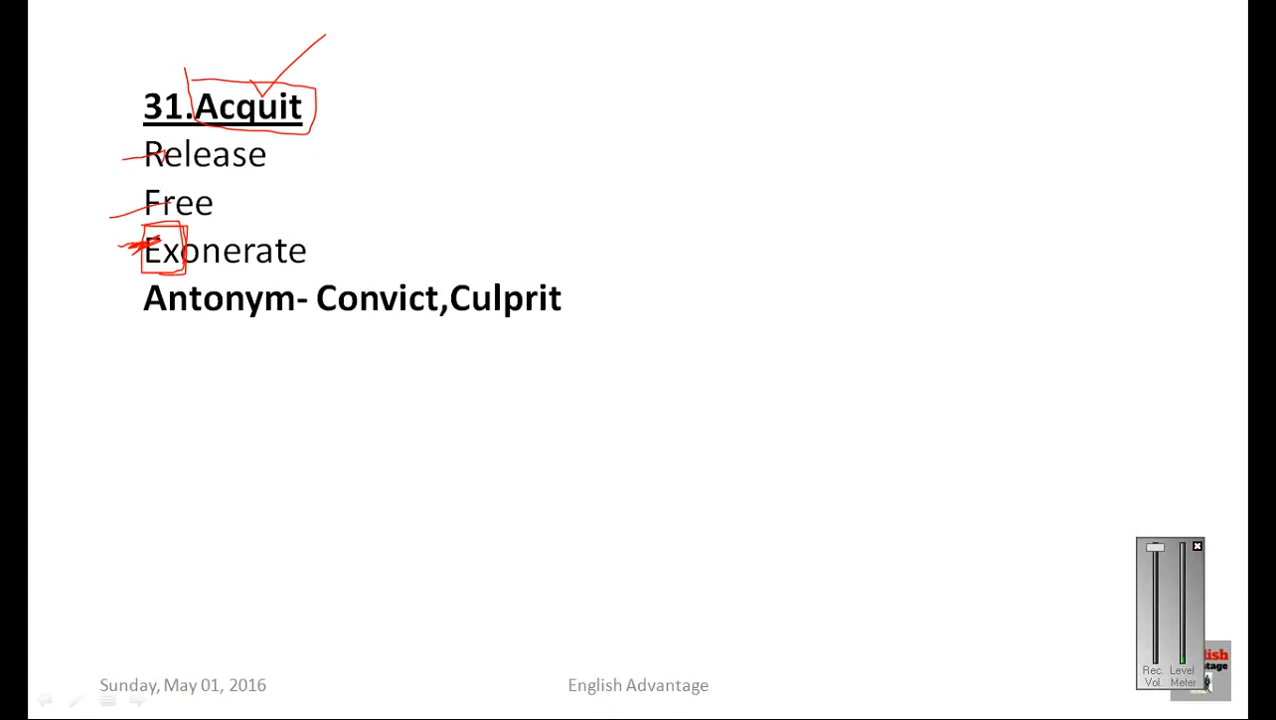 31.Acquit
Release
Free
Exonerate
Antonym- Convict,Culprit
Sunday, May 01, 2016
English Advantage
Rec. Level
Vol. Meter